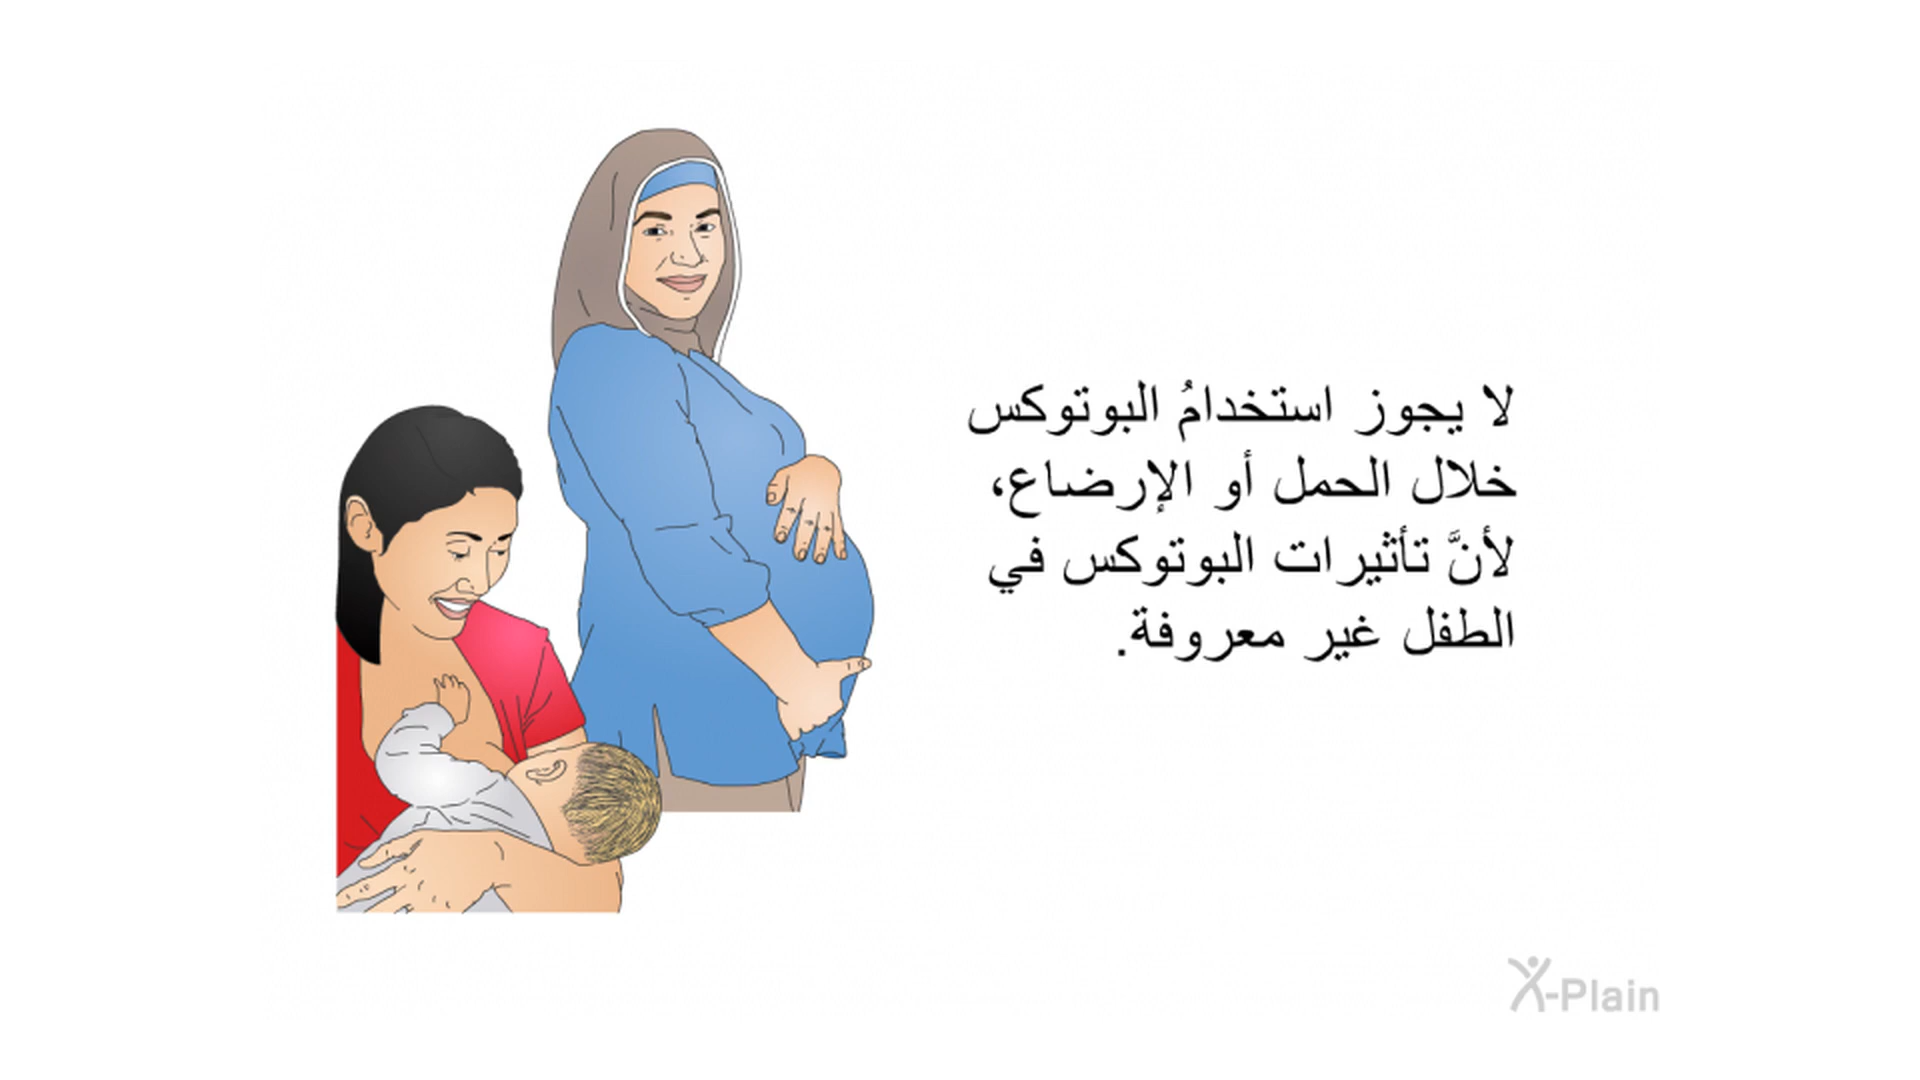 لا يجوز استخدامُ البوتوكس
خلال الحمل أو الإرضاع،
لأنَّ تأثيرات البوتوكس في
الطفل غير معروفة.
X-Plain